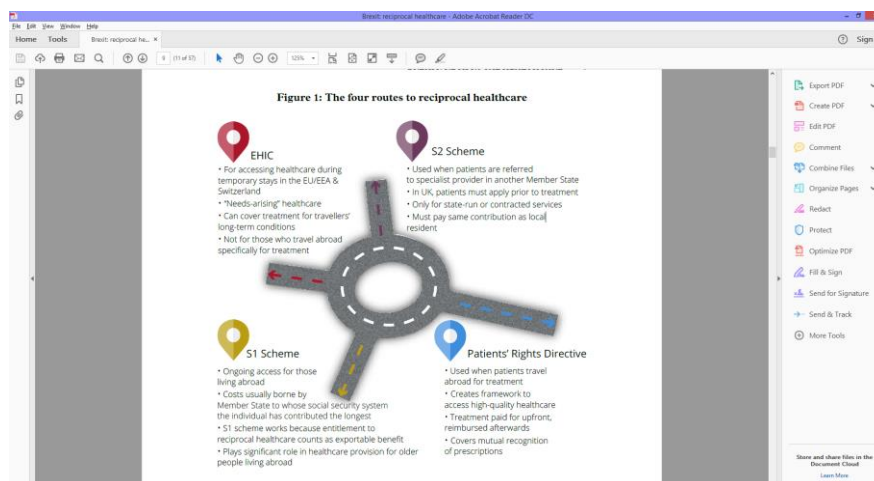 Brexit: reciprocal healthcare - Adobe Acrobat Reader DC
File Edit View Window Help
Home Tools Brexit: reciprocal he... ×
Sign
9 (11 of 57) 125%
Figure 1: The four routes to reciprocal healthcare
EHIC
• For accessing healthcare during
temporary stays in the EU/EEA &
Switzerland
• "Needs-arising" healthcare
• Can cover treatment for travellers'
long-term conditions
• Not for those who travel abroad
specifically for treatment
S2 Scheme
• Used when patients are referred
to specialist provider in another Member State
• In UK, patients must apply prior to treatment
• Only for state-run or contracted services
• Must pay same contribution as local
resident
S1 Scheme
• Ongoing access for those
living abroad
• Costs usually borne by
Member State to whose social security system
the individual has contributed the longest
• S1 scheme works because entitlement to
reciprocal healthcare counts as exportable benefit
• Plays significant role in healthcare provision for older
people living abroad
Patients' Rights Directive
• Used when patients travel
abroad for treatment
• Creates framework to
access high-quality healthcare
• Treatment paid for upfront,
reimbursed afterwards
• Covers mutual recognition
of prescriptions
Export PDF
Create PDF
Edit PDF
Comment
Combine Files
Organize Pages
Redact
Protect
Optimize PDF
Fill & Sign
Send for Signature
Send & Track
More Tools
Store and share files in the
Document Cloud
Learn More